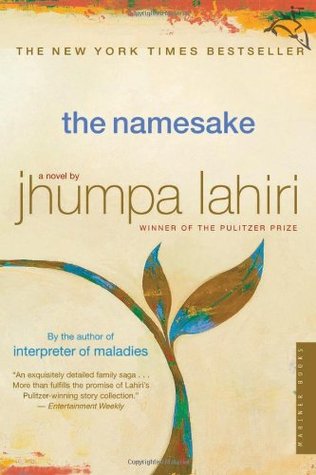 THE NEW YORK TIMES BESTSELLER
the namesake
a novel by
jhumpa lahiri
WINNER OF THE PULITZER PRIZE
By the author of
interpreter of maladies
"An exquisitely detailed family saga . . .
More than fulfills the promise of Lahiri's
Pulitzer-winning story collection."
— Entertainment Weekly
MARINER BOOKS
Copyrighted Material